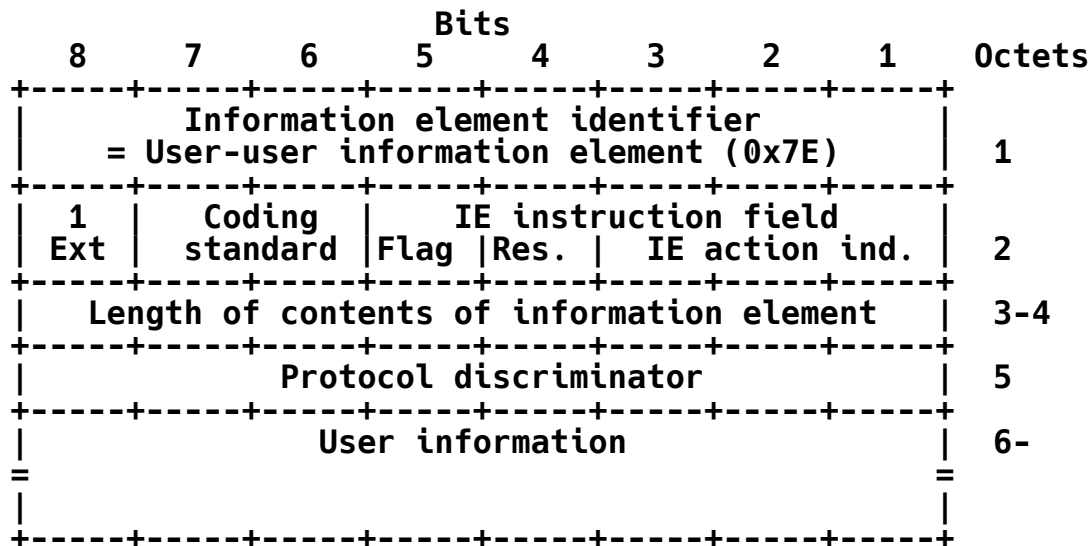 Bits
8 7 6 5 4 3 2 1 Octets
+-----+-----+-----+-----+-----+-----+-----+-----+
| Information element identifier |
| = User-user information element (0x7E) | 1
+-----+-----+-----+-----+-----+-----+-----+-----+
| 1 | Coding | IE instruction field |
| Ext | standard |Flag |Res. | IE action ind. | 2
+-----+-----+-----+-----+-----+-----+-----+-----+
| Length of contents of information element | 3-4
+-----+-----+-----+-----+-----+-----+-----+-----+
| Protocol discriminator | 5
+-----+-----+-----+-----+-----+-----+-----+-----+
| User information | 6-
= =
| |
+-----+-----+-----+-----+-----+-----+-----+-----+